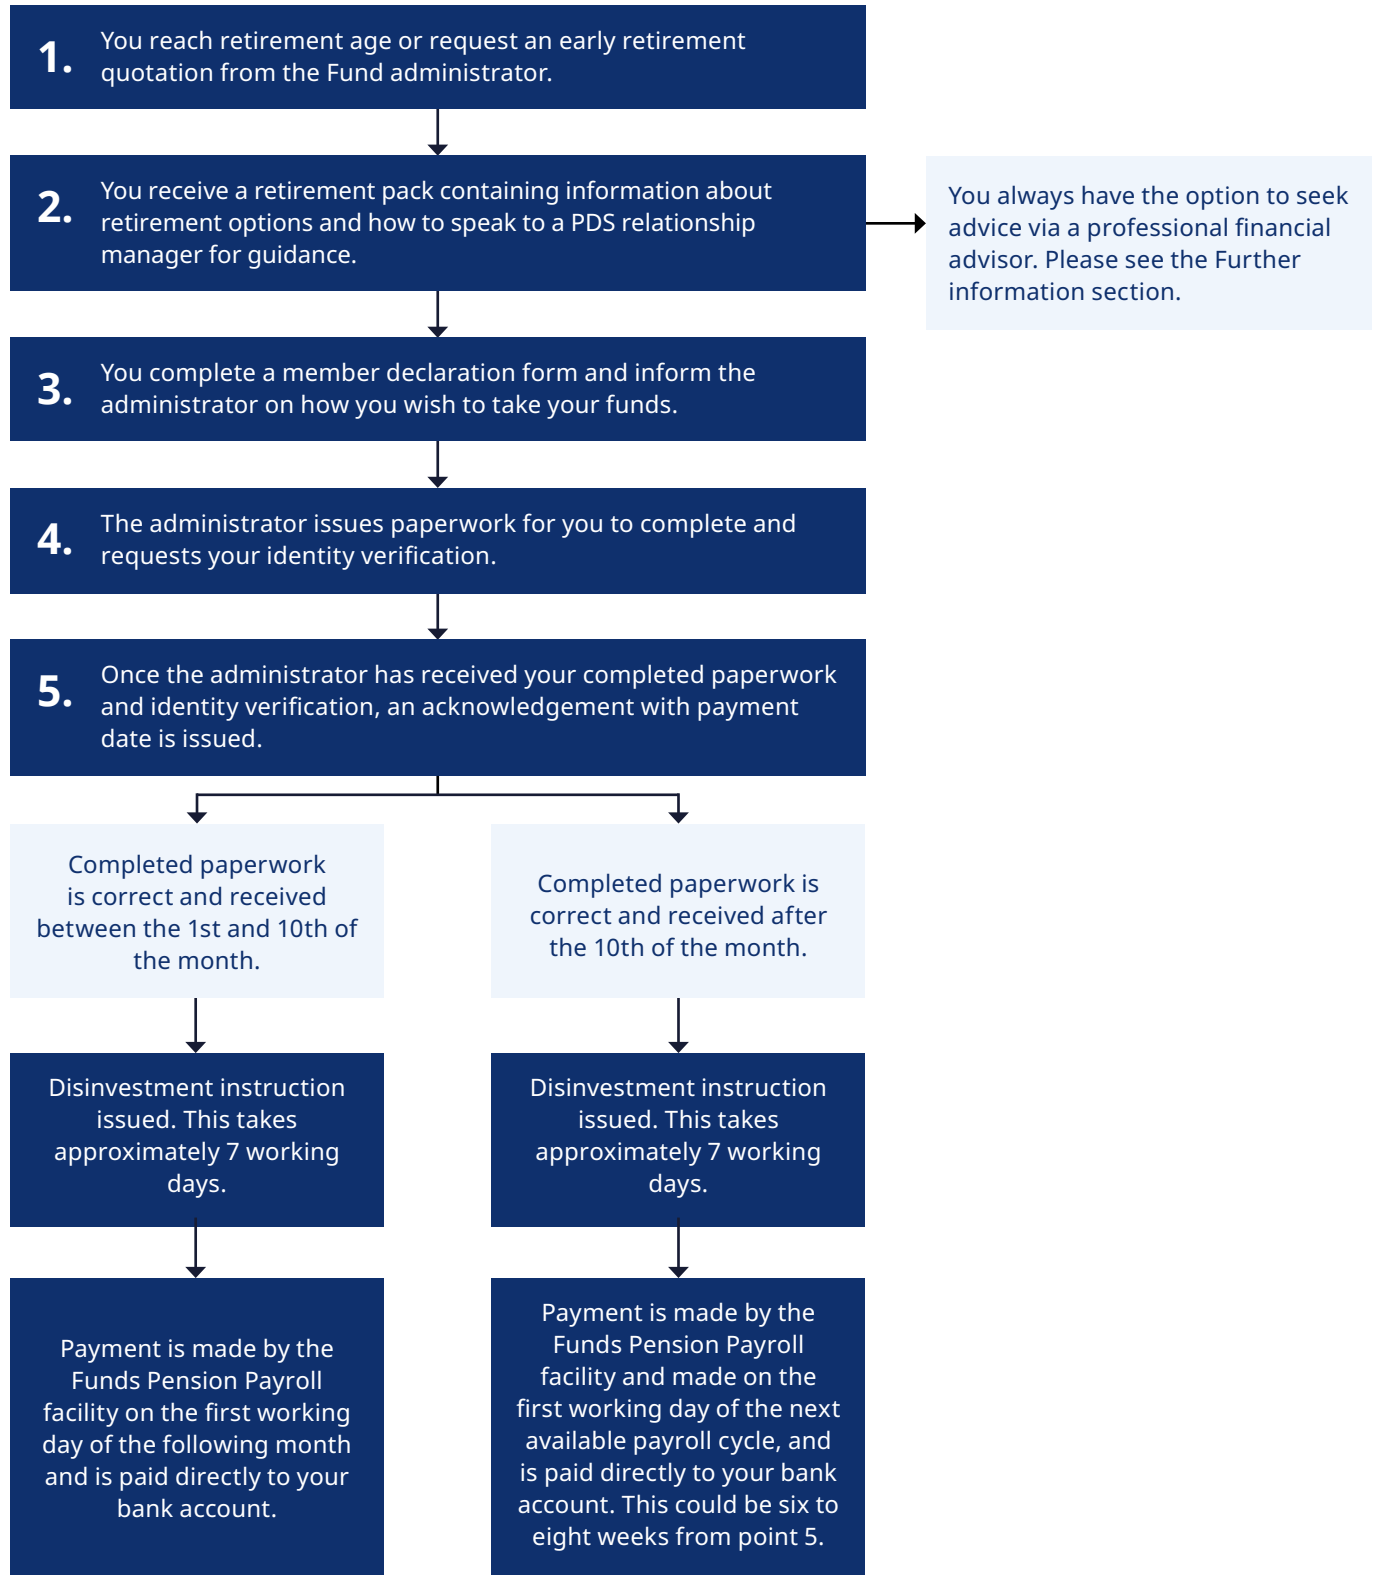 1.
You reach retirement age or request an early retirement
quotation from the Fund administrator.
2.
You receive a retirement pack containing information about
retirement options and how to speak to a PDS relationship
manager for guidance.
You always have the option to seek
advice via a professional financial
advisor. Please see the Further
information section.
3.
You complete a member declaration form and inform the
administrator on how you wish to take your funds.
4.
The administrator issues paperwork for you to complete and
requests your identity verification.
5.
Once the administrator has received your completed paperwork
and identity verification, an acknowledgement with payment
date is issued.
Completed paperwork
is correct and received
between the 1st and 10th of
the month.
Completed paperwork is
correct and received after
the 10th of the month.
Disinvestment instruction
issued. This takes
approximately 7 working
days.
Disinvestment instruction
issued. This takes
approximately 7 working
days.
Payment is made by the
Funds Pension Payroll
facility on the first working
day of the following month
and is paid directly to your
bank account.
Payment is made by the
Funds Pension Payroll
facility and made on the
first working day of the next
available payroll cycle, and
is paid directly to your bank
account. This could be six to
eight weeks from point 5.